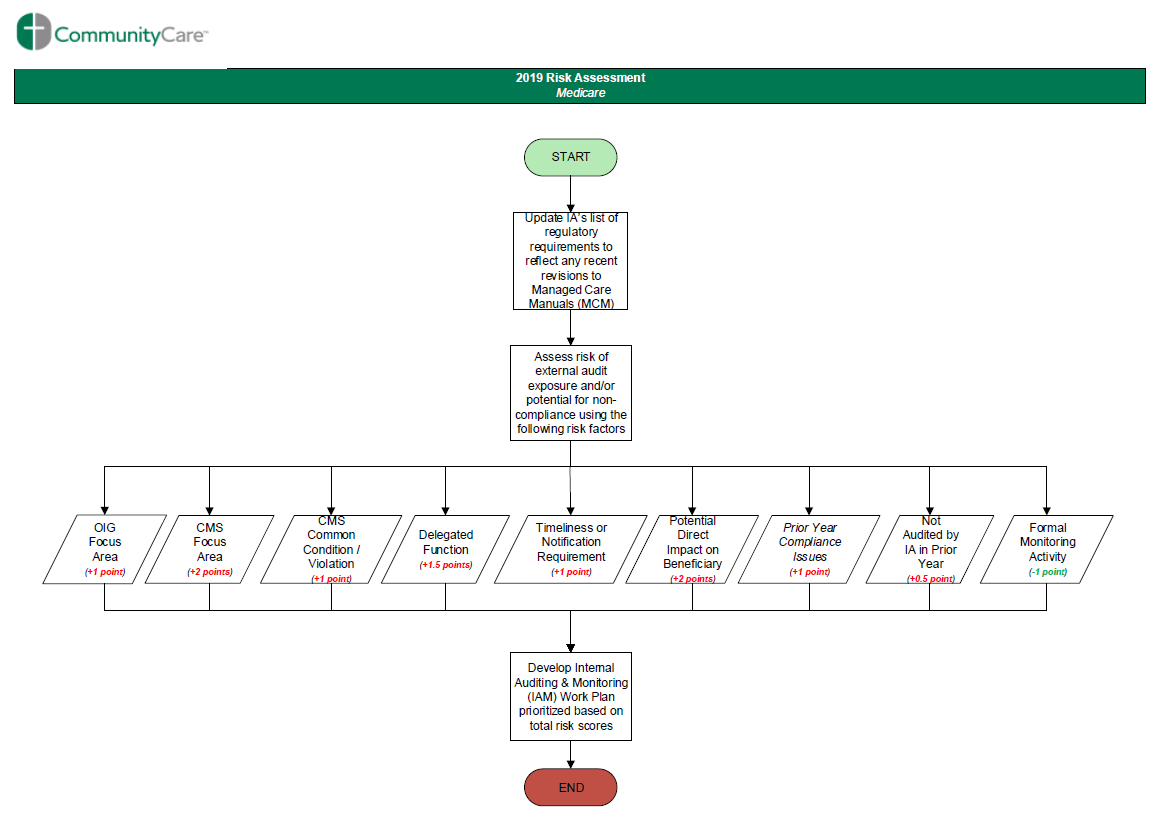 CommunityCare™
2019 Risk Assessment
Medicare
START
Update IA's list of
regulatory
requirements to
reflect any recent
revisions to
Managed Care
Manuals (MCM)
Assess risk of
external audit
exposure and/or
potential for non-
compliance using the
following risk factors
OIG
Focus
Area
(+1 point)
CMS
Focus
Area
(+2 points)
CMS
Common
Condition /
Violation
(+1 point)
Delegated
Function
(+1.5 points)
Timeliness or
Notification
Requirement
(+1 point)
Potential
Direct
Impact on
Beneficiary
(+2 points)
Prior Year
Compliance
Issues
(+1 point)
Not
Audited by
IA in Prior
Year
(+0.5 point)
Formal
Monitoring
Activity
(-1 point)
Develop Internal
Auditing & Monitoring
(IAM) Work Plan
prioritized based on
total risk scores
END